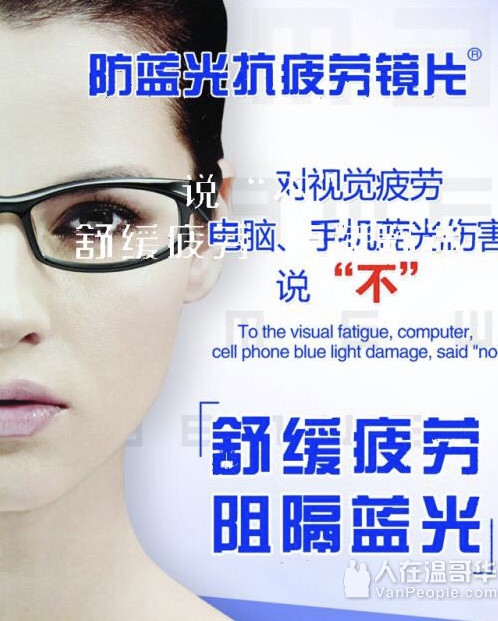 防蓝光抗疲劳镜片®
对视觉疲劳
电脑、手机蓝光伤害
说“不”
To the visual fatigue, computer,
cell phone blue light damage, said "no
「舒缓疲劳
阻隔蓝光」
说“不”
舒缓疲劳
人在温哥华
VanPeople.com